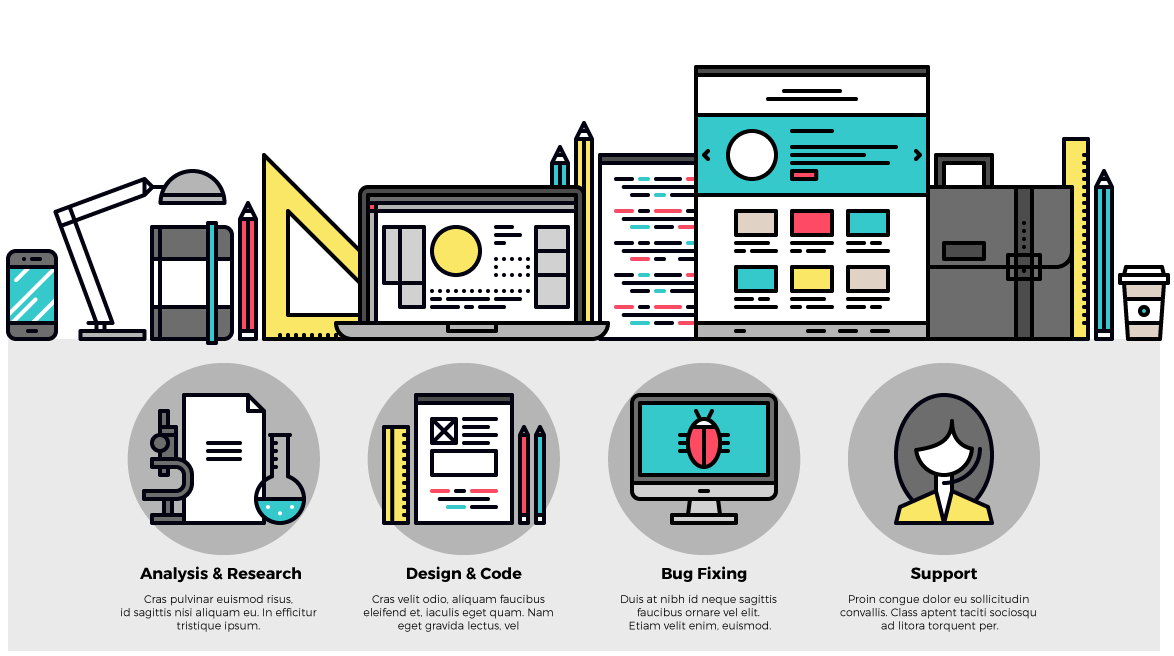 Analysis & Research
Cras pulvinar euismod risus,
id sagittis nisi aliquam eu. In efficitur
tristique ipsum.
Design & Code
Cras velit odio, aliquam faucibus
eleifend et, iaculis eget quam. Nam
eget gravida lectus, vel
Bug Fixing
Duis at nibh id neque sagittis
faucibus ornare vel elit.
Etiam velit enim, euismod.
Support
Proin congue dolor eu sollicitudin
convallis. Class aptent taciti sociosqu
ad litora torquent per.